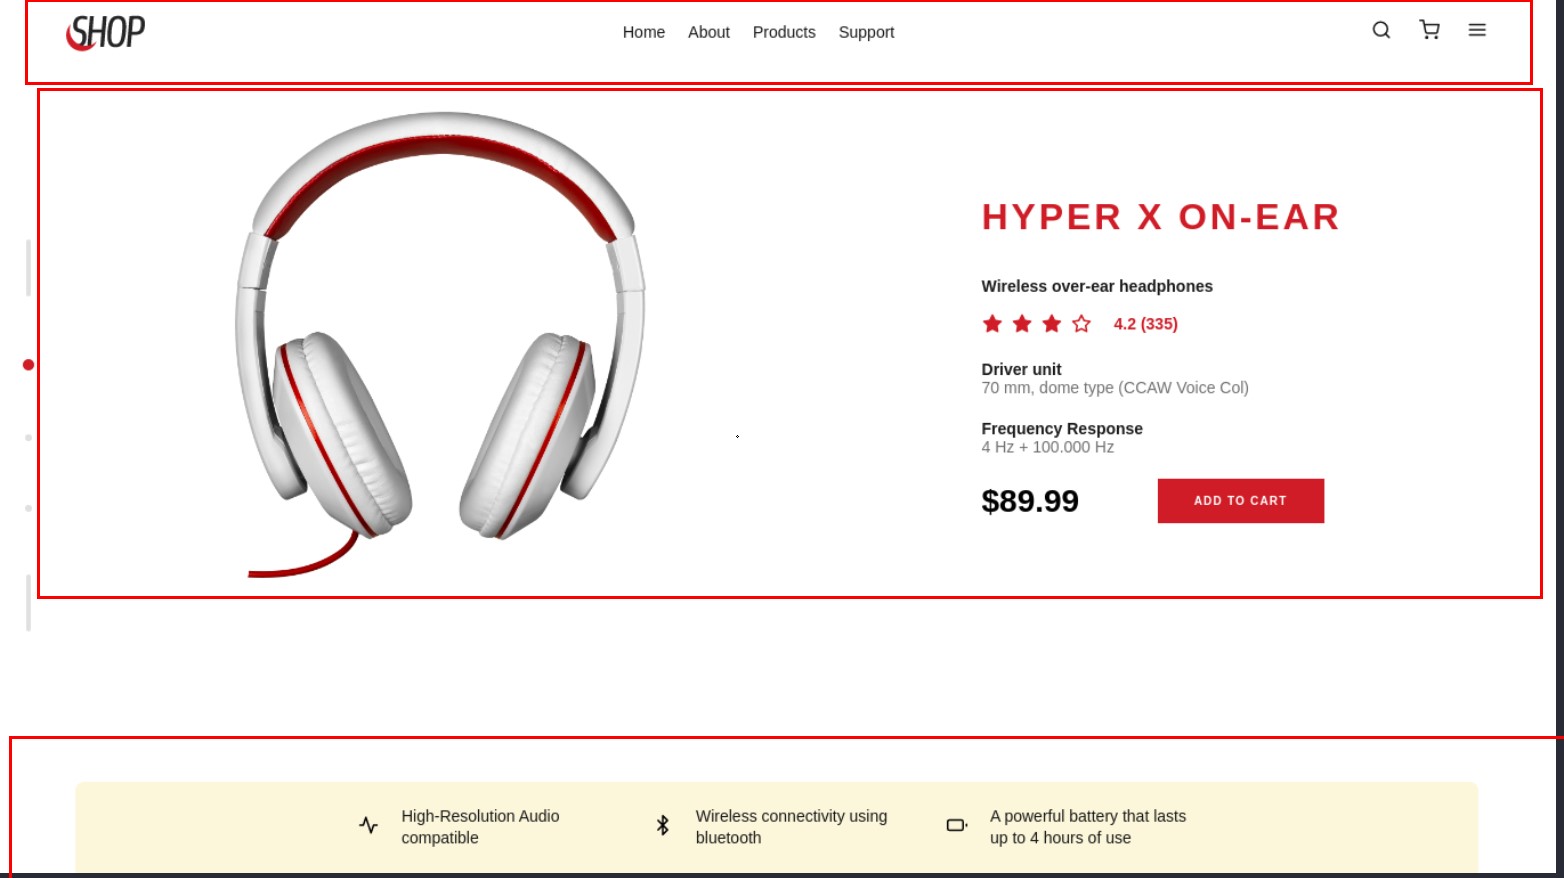 SHOP
Home About Products Support
HYPER X ON-EAR
Wireless over-ear headphones
4.2 (335)
Driver unit
70 mm, dome type (CCAW Voice Col)
Frequency Response
4 Hz + 100.000 Hz
$89.99 ADD TO CART
High-Resolution Audio
compatible
Wireless connectivity using
bluetooth
A powerful battery that lasts
up to 4 hours of use